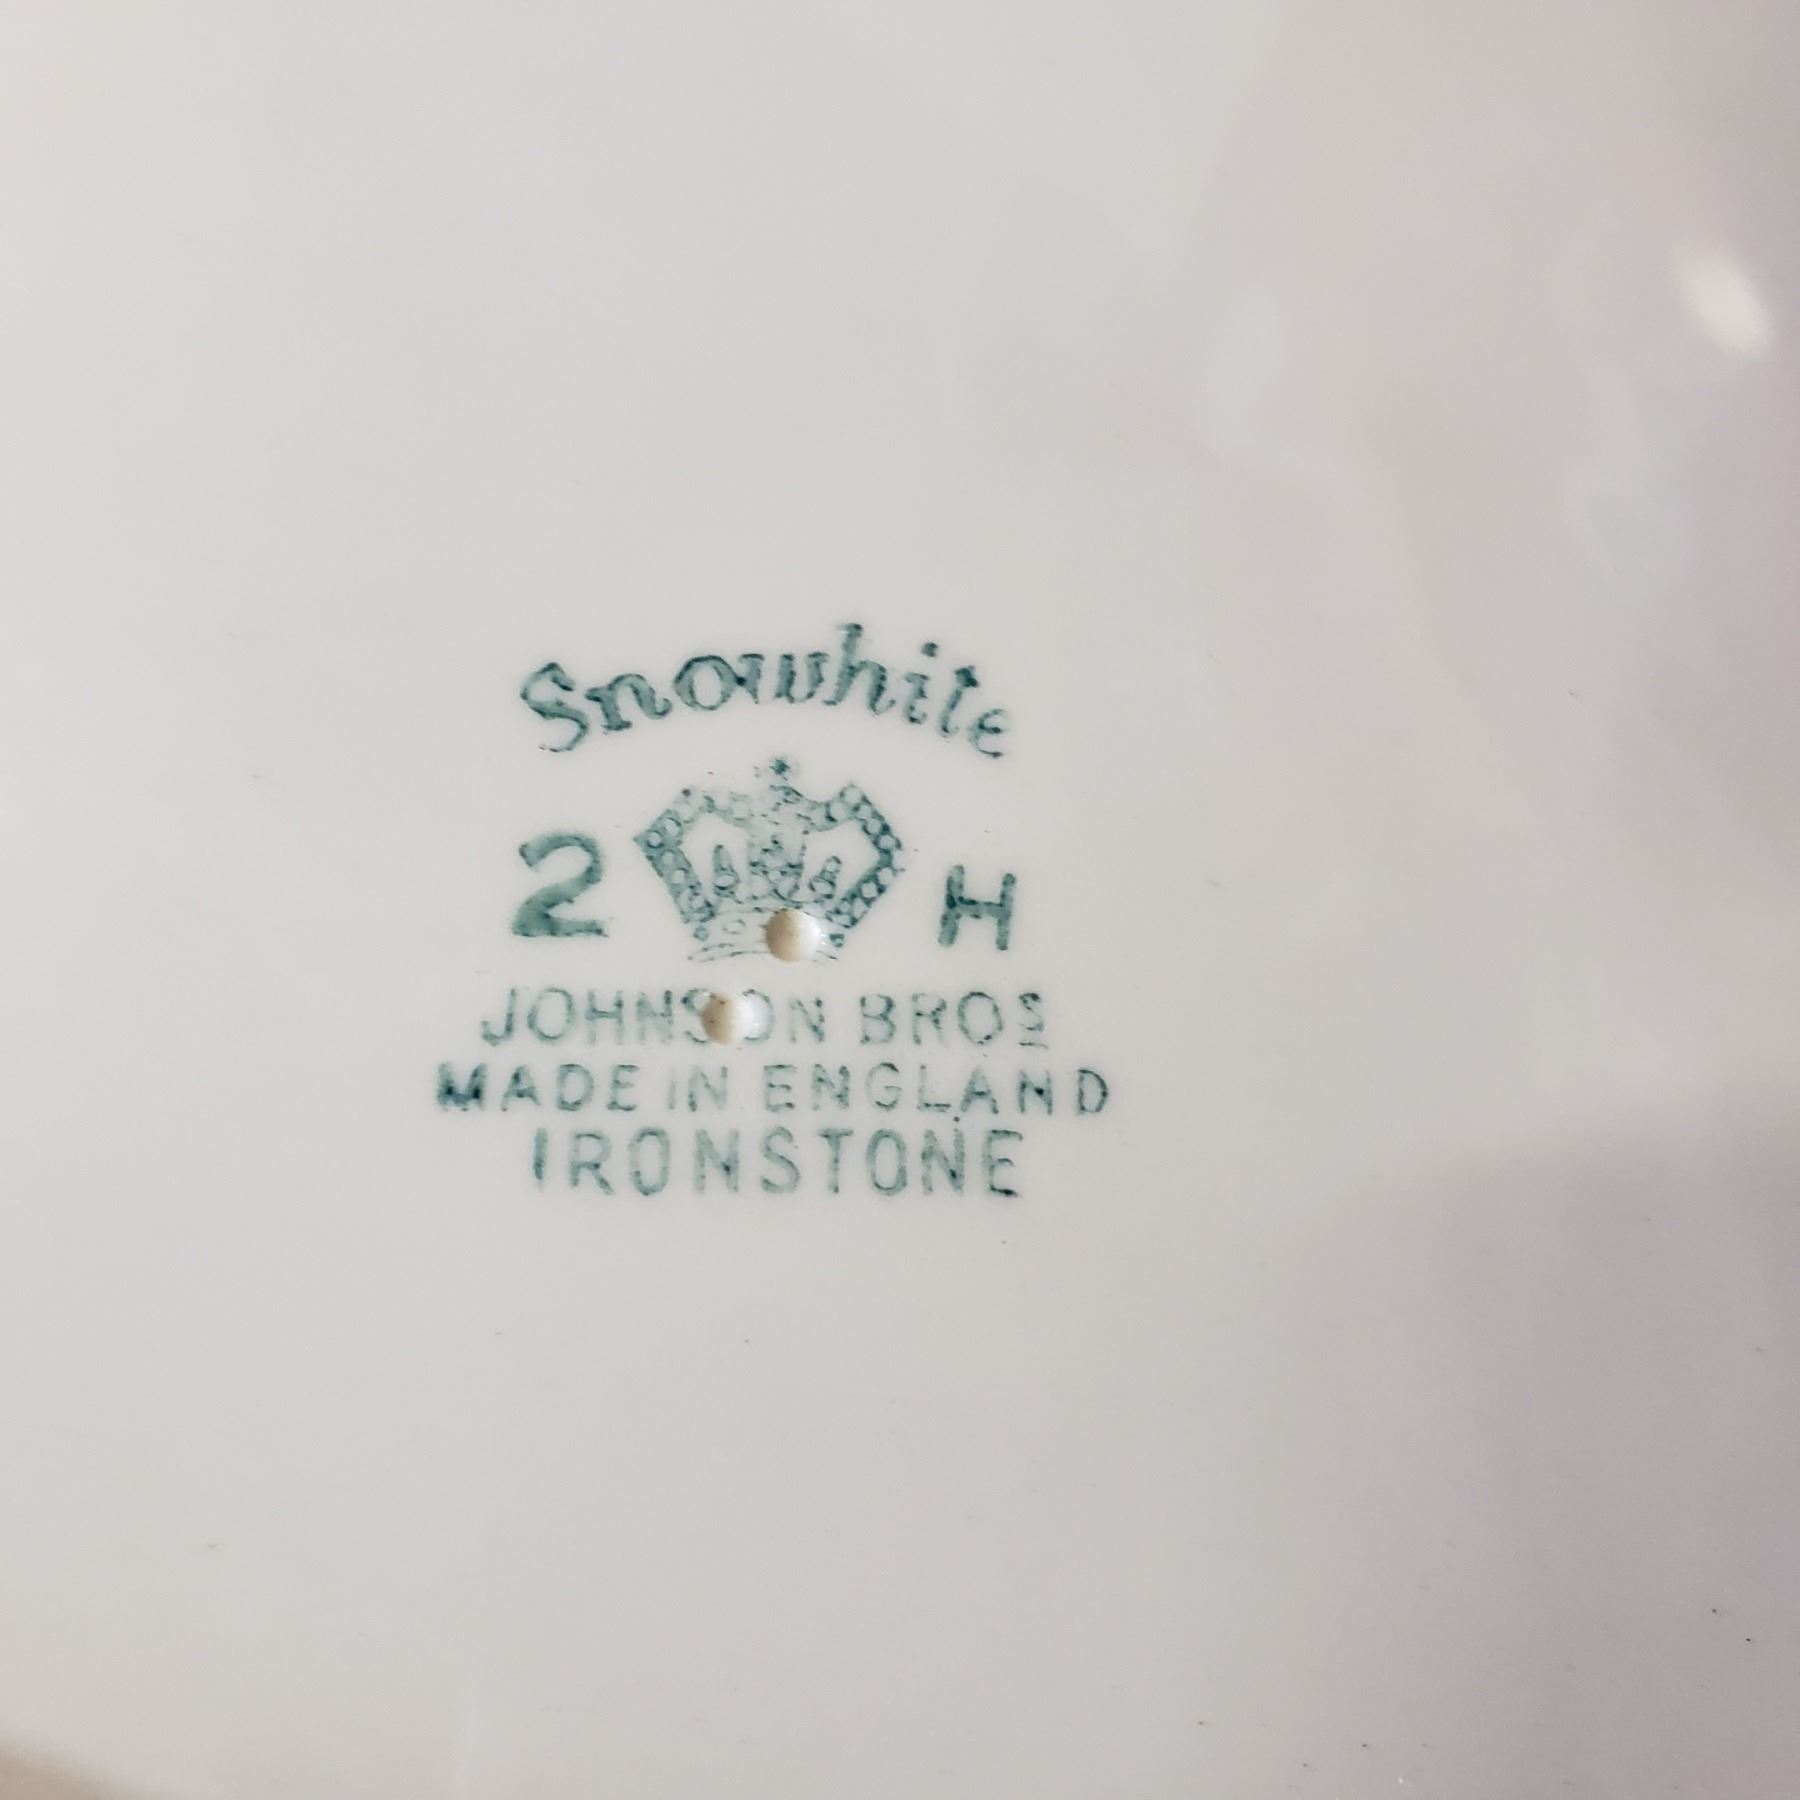 Snowhite
2 H
JOHNSON BROS
MADE IN ENGLAND
IRONSTONE